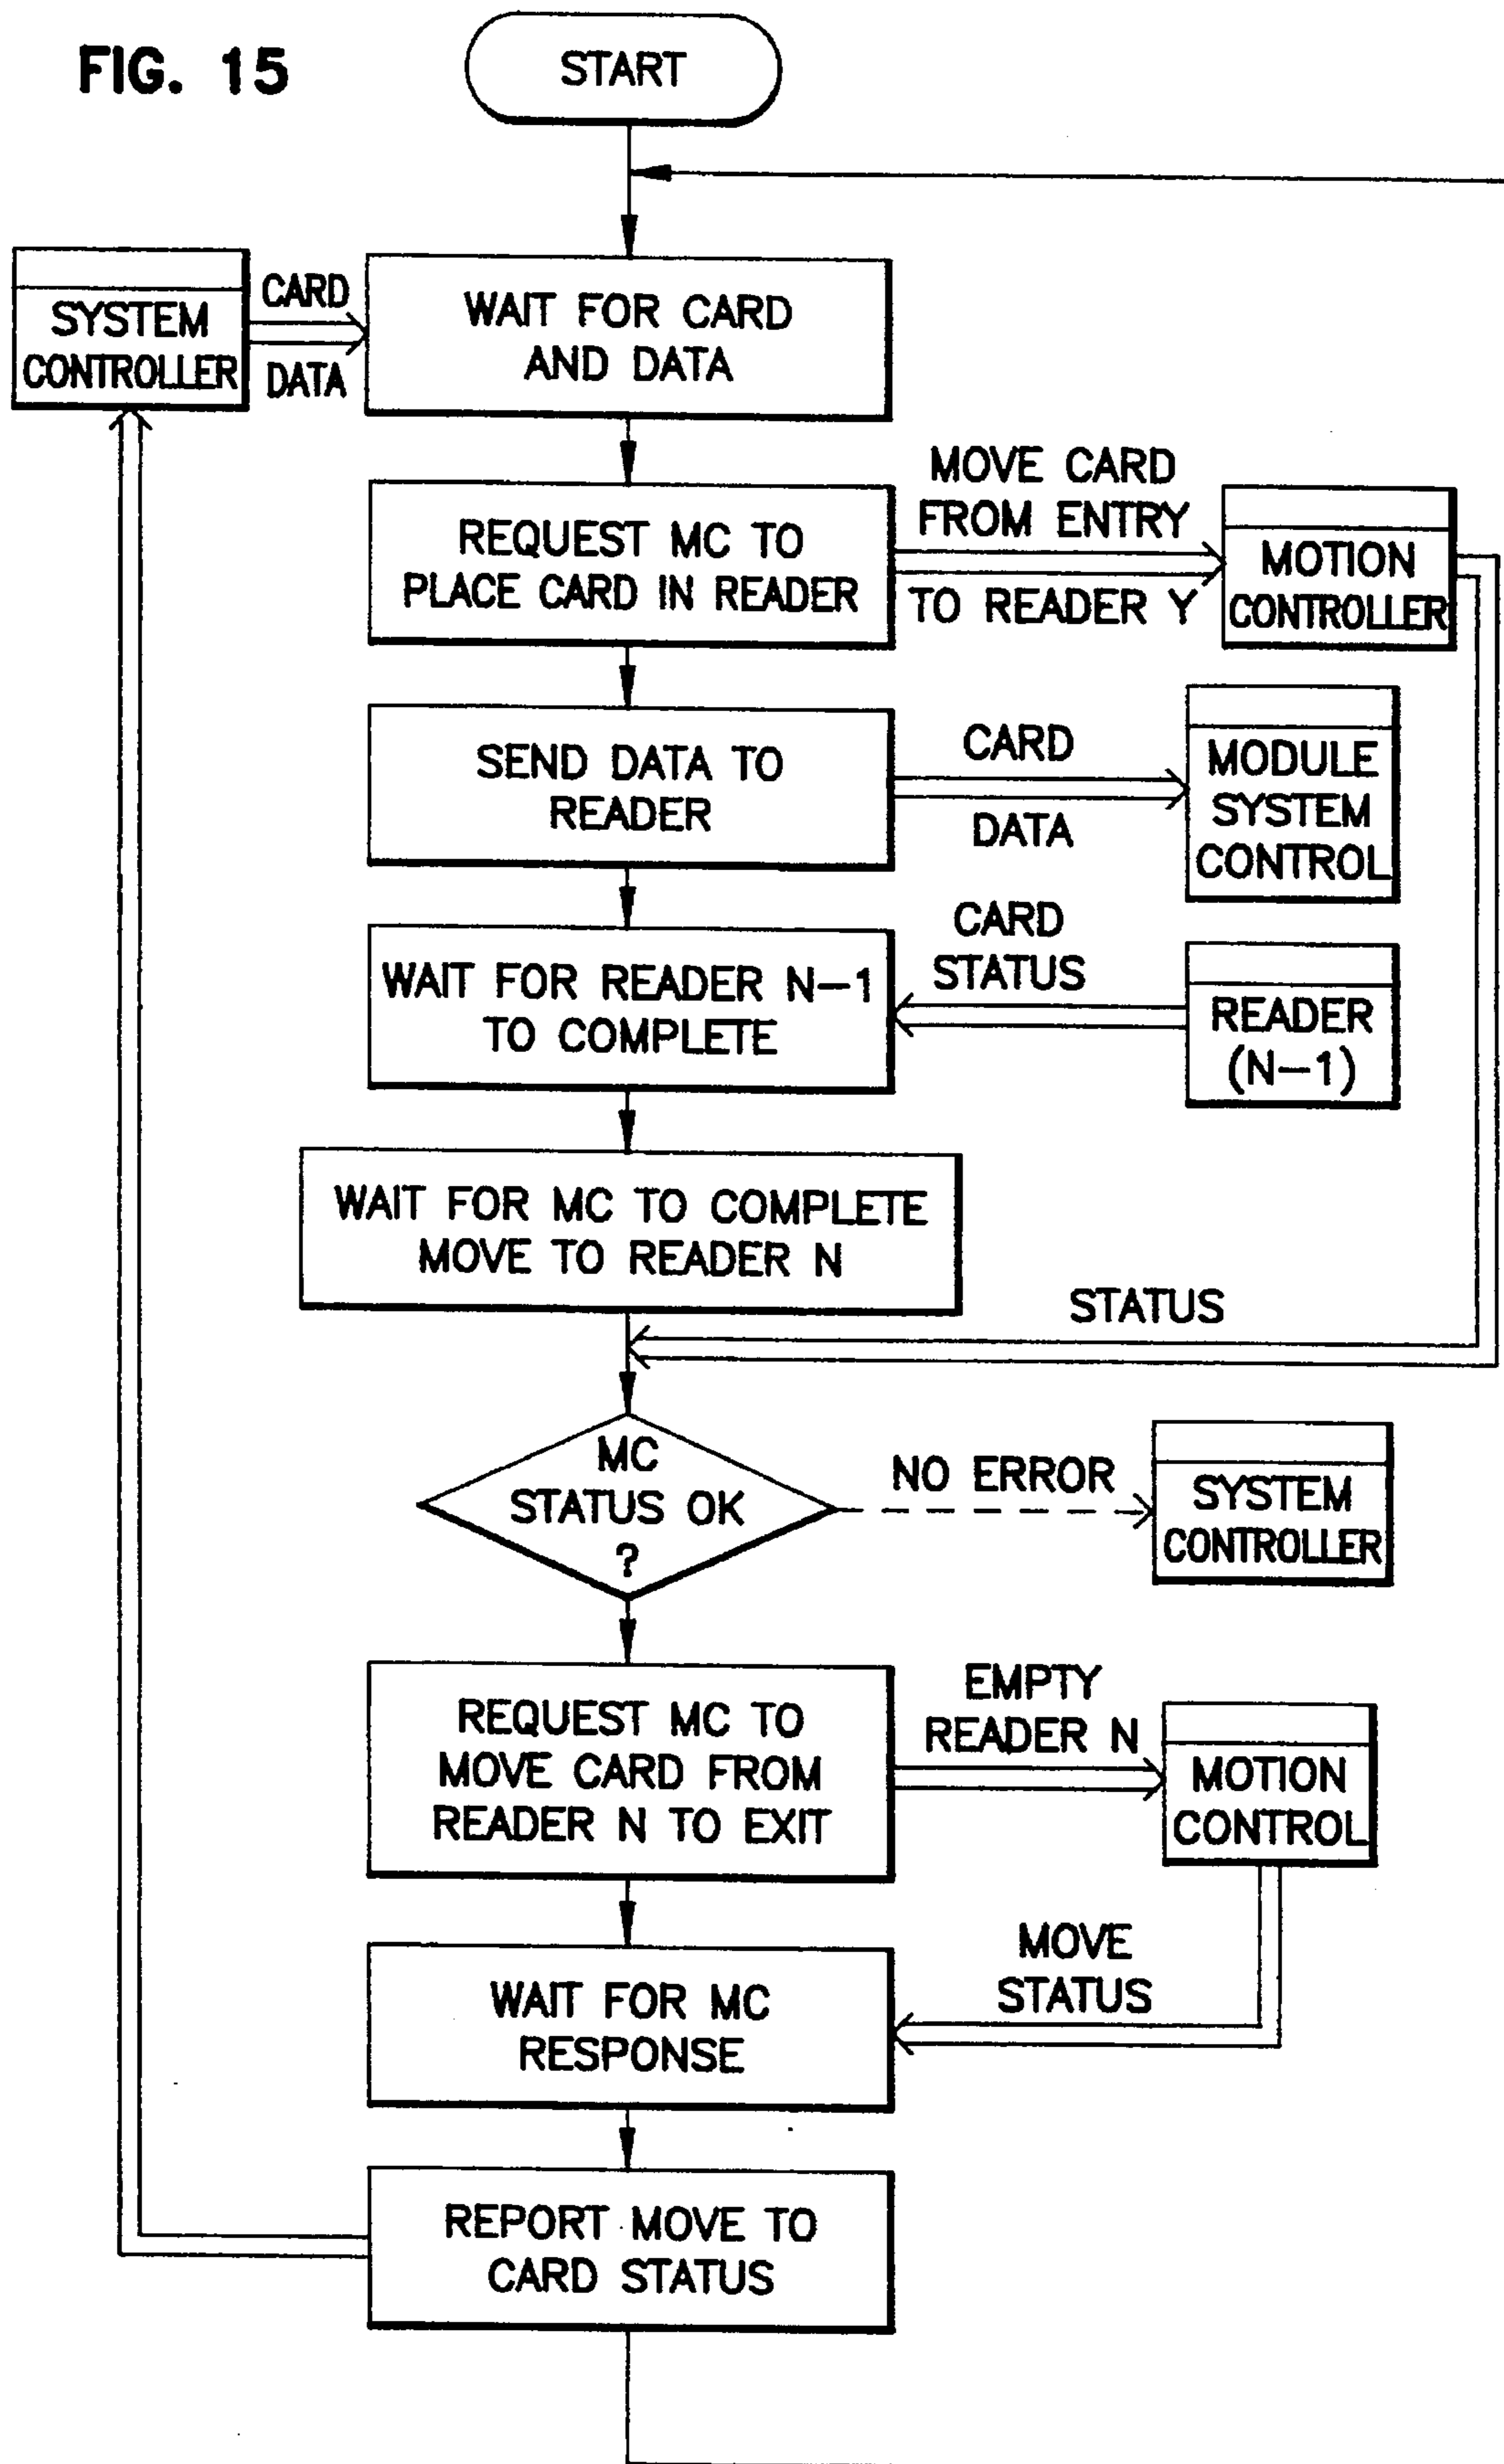 FIG. 15
START
SYSTEM
CONTROLLER
CARD
DATA
WAIT FOR CARD
AND DATA
REQUEST MC TO
PLACE CARD IN READER
MOVE CARD
FROM ENTRY
TO READER Y
MOTION
CONTROLLER
SEND DATA TO
READER
CARD
DATA
MODULE
SYSTEM
CONTROL
WAIT FOR READER N-1
TO COMPLETE
CARD
STATUS
READER
(N-1)
WAIT FOR MC TO COMPLETE
MOVE TO READER N
STATUS
MC
STATUS OK
?
NO ERROR
SYSTEM
CONTROLLER
REQUEST MC TO
MOVE CARD FROM
READER N TO EXIT
EMPTY
READER N
MOTION
CONTROL
WAIT FOR MC
RESPONSE
MOVE
STATUS
REPORT MOVE TO
CARD STATUS